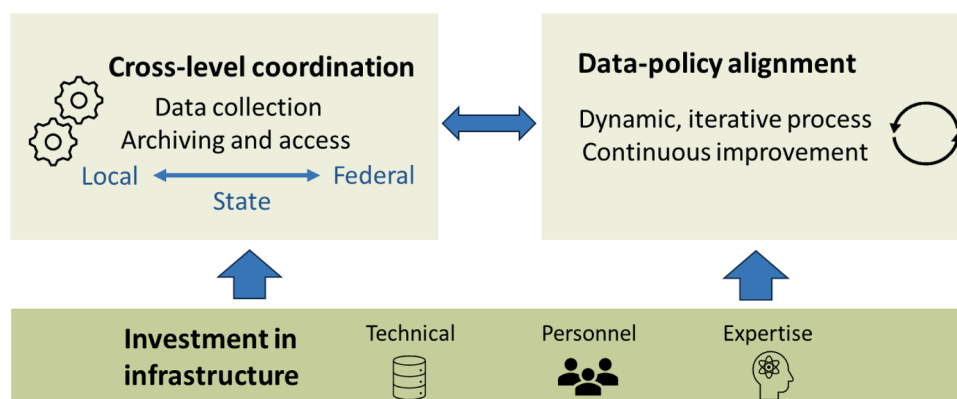 Cross-level coordination
Data collection
Archiving and access
Local
Federal
State
Data-policy alignment
Dynamic, iterative process
Continuous improvement
Investment in
infrastructure
Technical
Personnel
Expertise